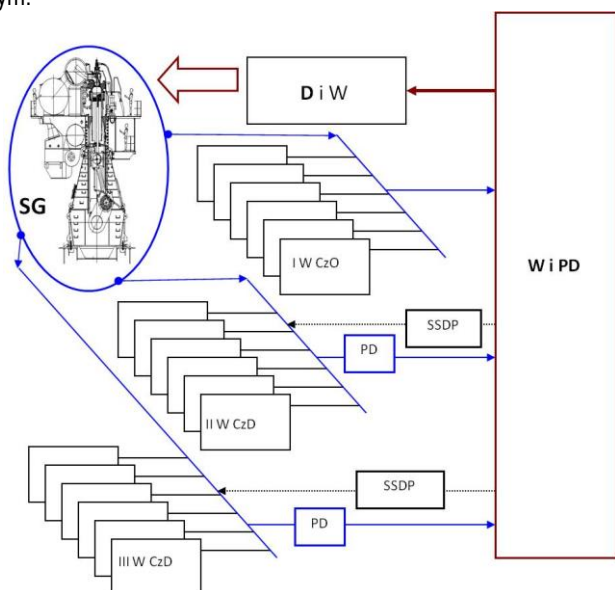 ym.
D i W
SG
I W CzO
W i PD
SSDP
PD
II W CzD
SSDP
PD
III W CzD